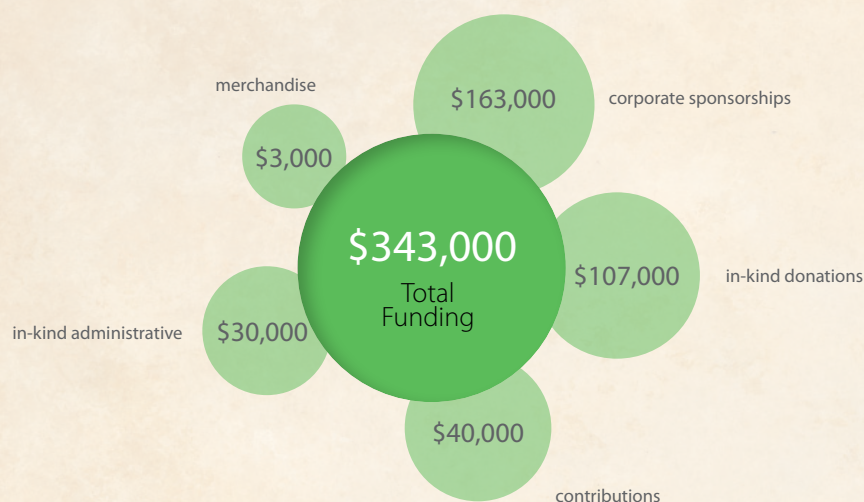 merchandise
$3,000
$163,000
corporate sponsorships
$343,000
Total
Funding
$107,000
in-kind donations
in-kind administrative
$30,000
$40,000
contributions